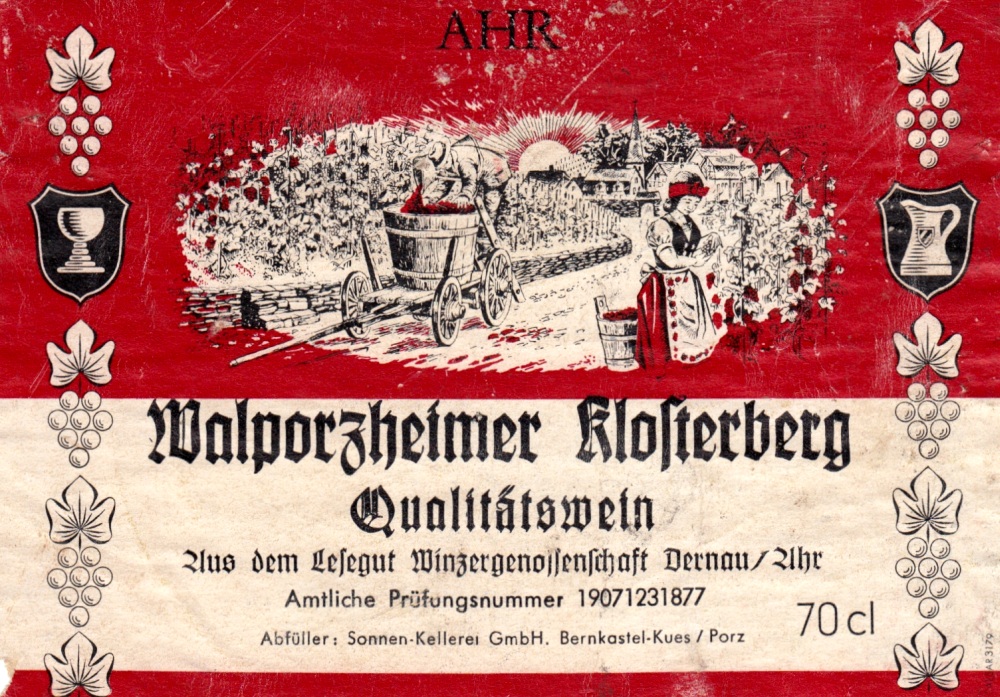 AHR
Walporzheimer Klosterberg
Qualitätswein
Aus dem Lesegut Winzergenossenschaft Dernau/Ahr
Amtliche Prüfungsnummer 19071231877
70 cl
Abfüller: Sonnen-Kellerei GmbH. Bernkastel-Kues / Porz
AR3179